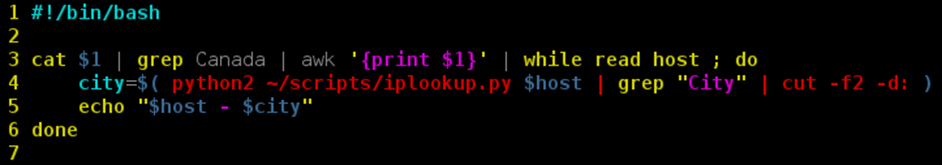 1 #!/bin/bash
2
3 cat $1 | grep Canada | awk '{print $1}' | while read host ; do
4     city=$( python2 ~/scripts/iplookup.py $host | grep "City" | cut -f2 -d: )
5     echo "$host - $city"
6 done
7